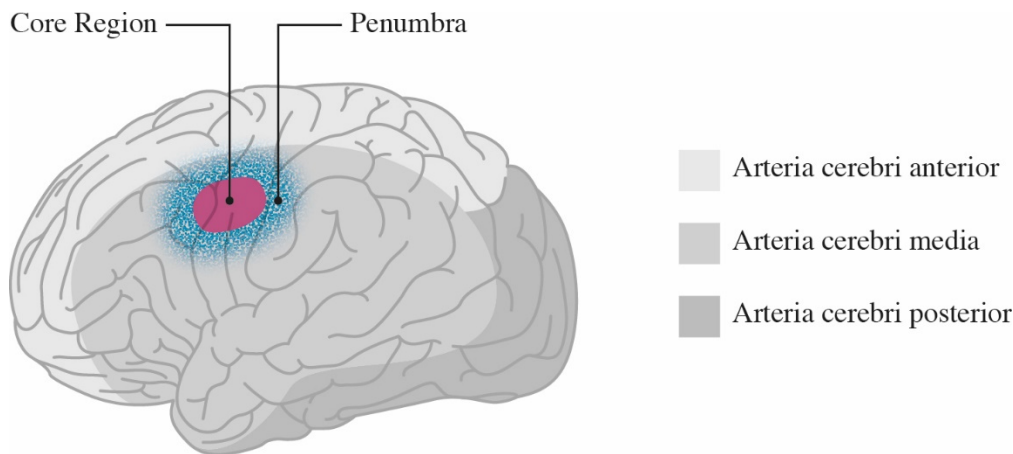 Core Region
Penumbra
Arteria cerebri anterior
Arteria cerebri media
Arteria cerebri posterior